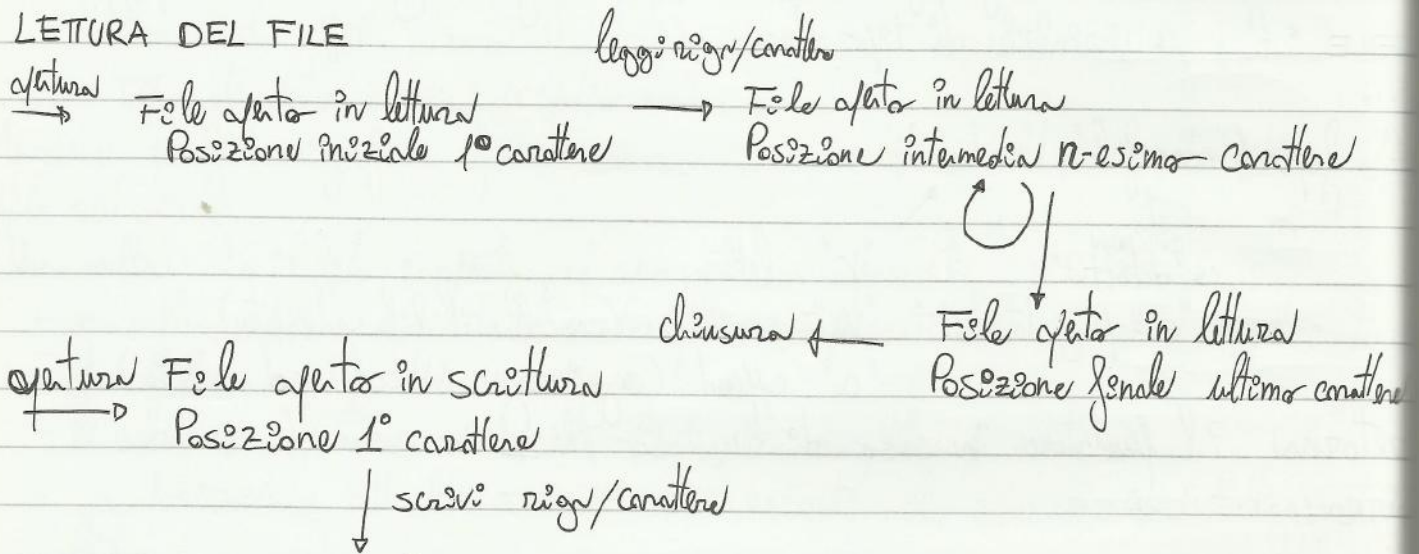 LETTURA DEL FILE
apertura
File aperto in lettura
Posizione iniziale 1° carattere
leggi riga/carattere
File aperto in lettura
Posizione intermedia n-esimo carattere
File aperto in lettura
Posizione finale ultimo carattere
chiusura
apertura File aperto in scrittura
Posizione 1° carattere
scrivi riga/carattere